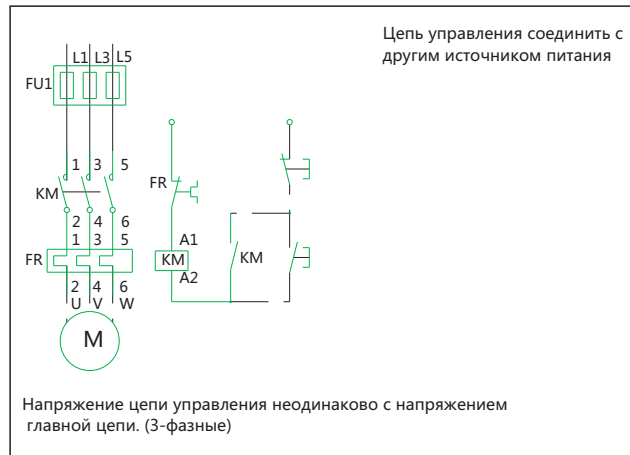 Цепь управления соединить с
другим источником питания
L1 L3 L5
FU1
1 3 5
KM
2 4 6
FR
1 3 5
FR
A1
KM
A2
KM
2 4 6
U V W
M
Напряжение цепи управления неодинаково с напряжением
главной цепи. (3-фазные)